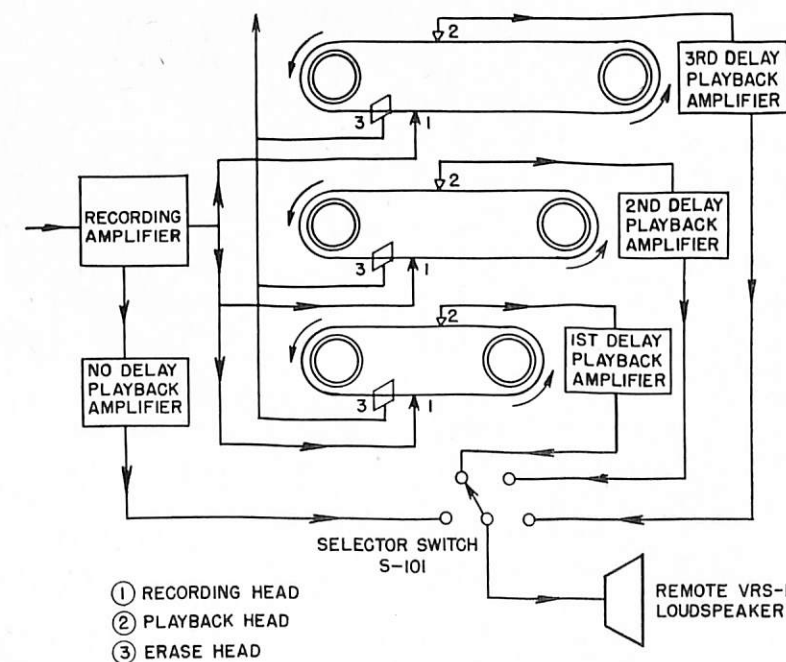 2
3RD DELAY
PLAYBACK
AMPLIFIER
3
1
2
RECORDING
AMPLIFIER
2ND DELAY
PLAYBACK
AMPLIFIER
3
1
2
1ST DELAY
PLAYBACK
AMPLIFIER
NO DELAY
PLAYBACK
AMPLIFIER
3
1
SELECTOR SWITCH
S-101
1 RECORDING HEAD
2 PLAYBACK HEAD
3 ERASE HEAD
REMOTE VRS-
LOUDSPEAKER